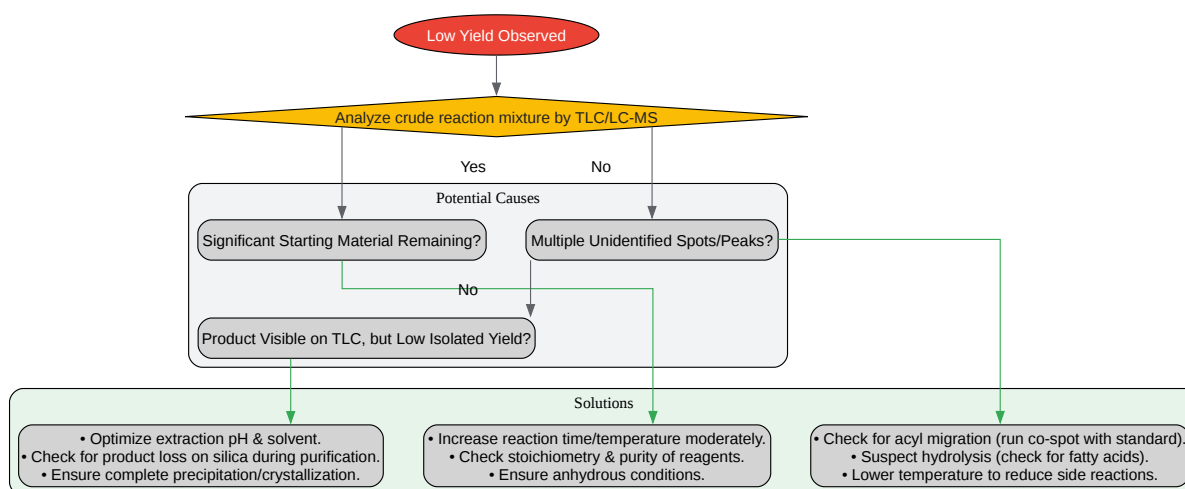 Low Yield Observed
Analyze crude reaction mixture by TLC/LC-MS
Yes
No
Potential Causes
Significant Starting Material Remaining?
Multiple Unidentified Spots/Peaks?
No
Product Visible on TLC, but Low Isolated Yield?
Solutions
• Optimize extraction pH & solvent.
• Check for product loss on silica during purification.
• Ensure complete precipitation/crystallization.
• Increase reaction time/temperature moderately.
• Check stoichiometry & purity of reagents.
• Ensure anhydrous conditions.
• Check for acyl migration (run co-spot with standard).
• Suspect hydrolysis (check for fatty acids).
• Lower temperature to reduce side reactions.